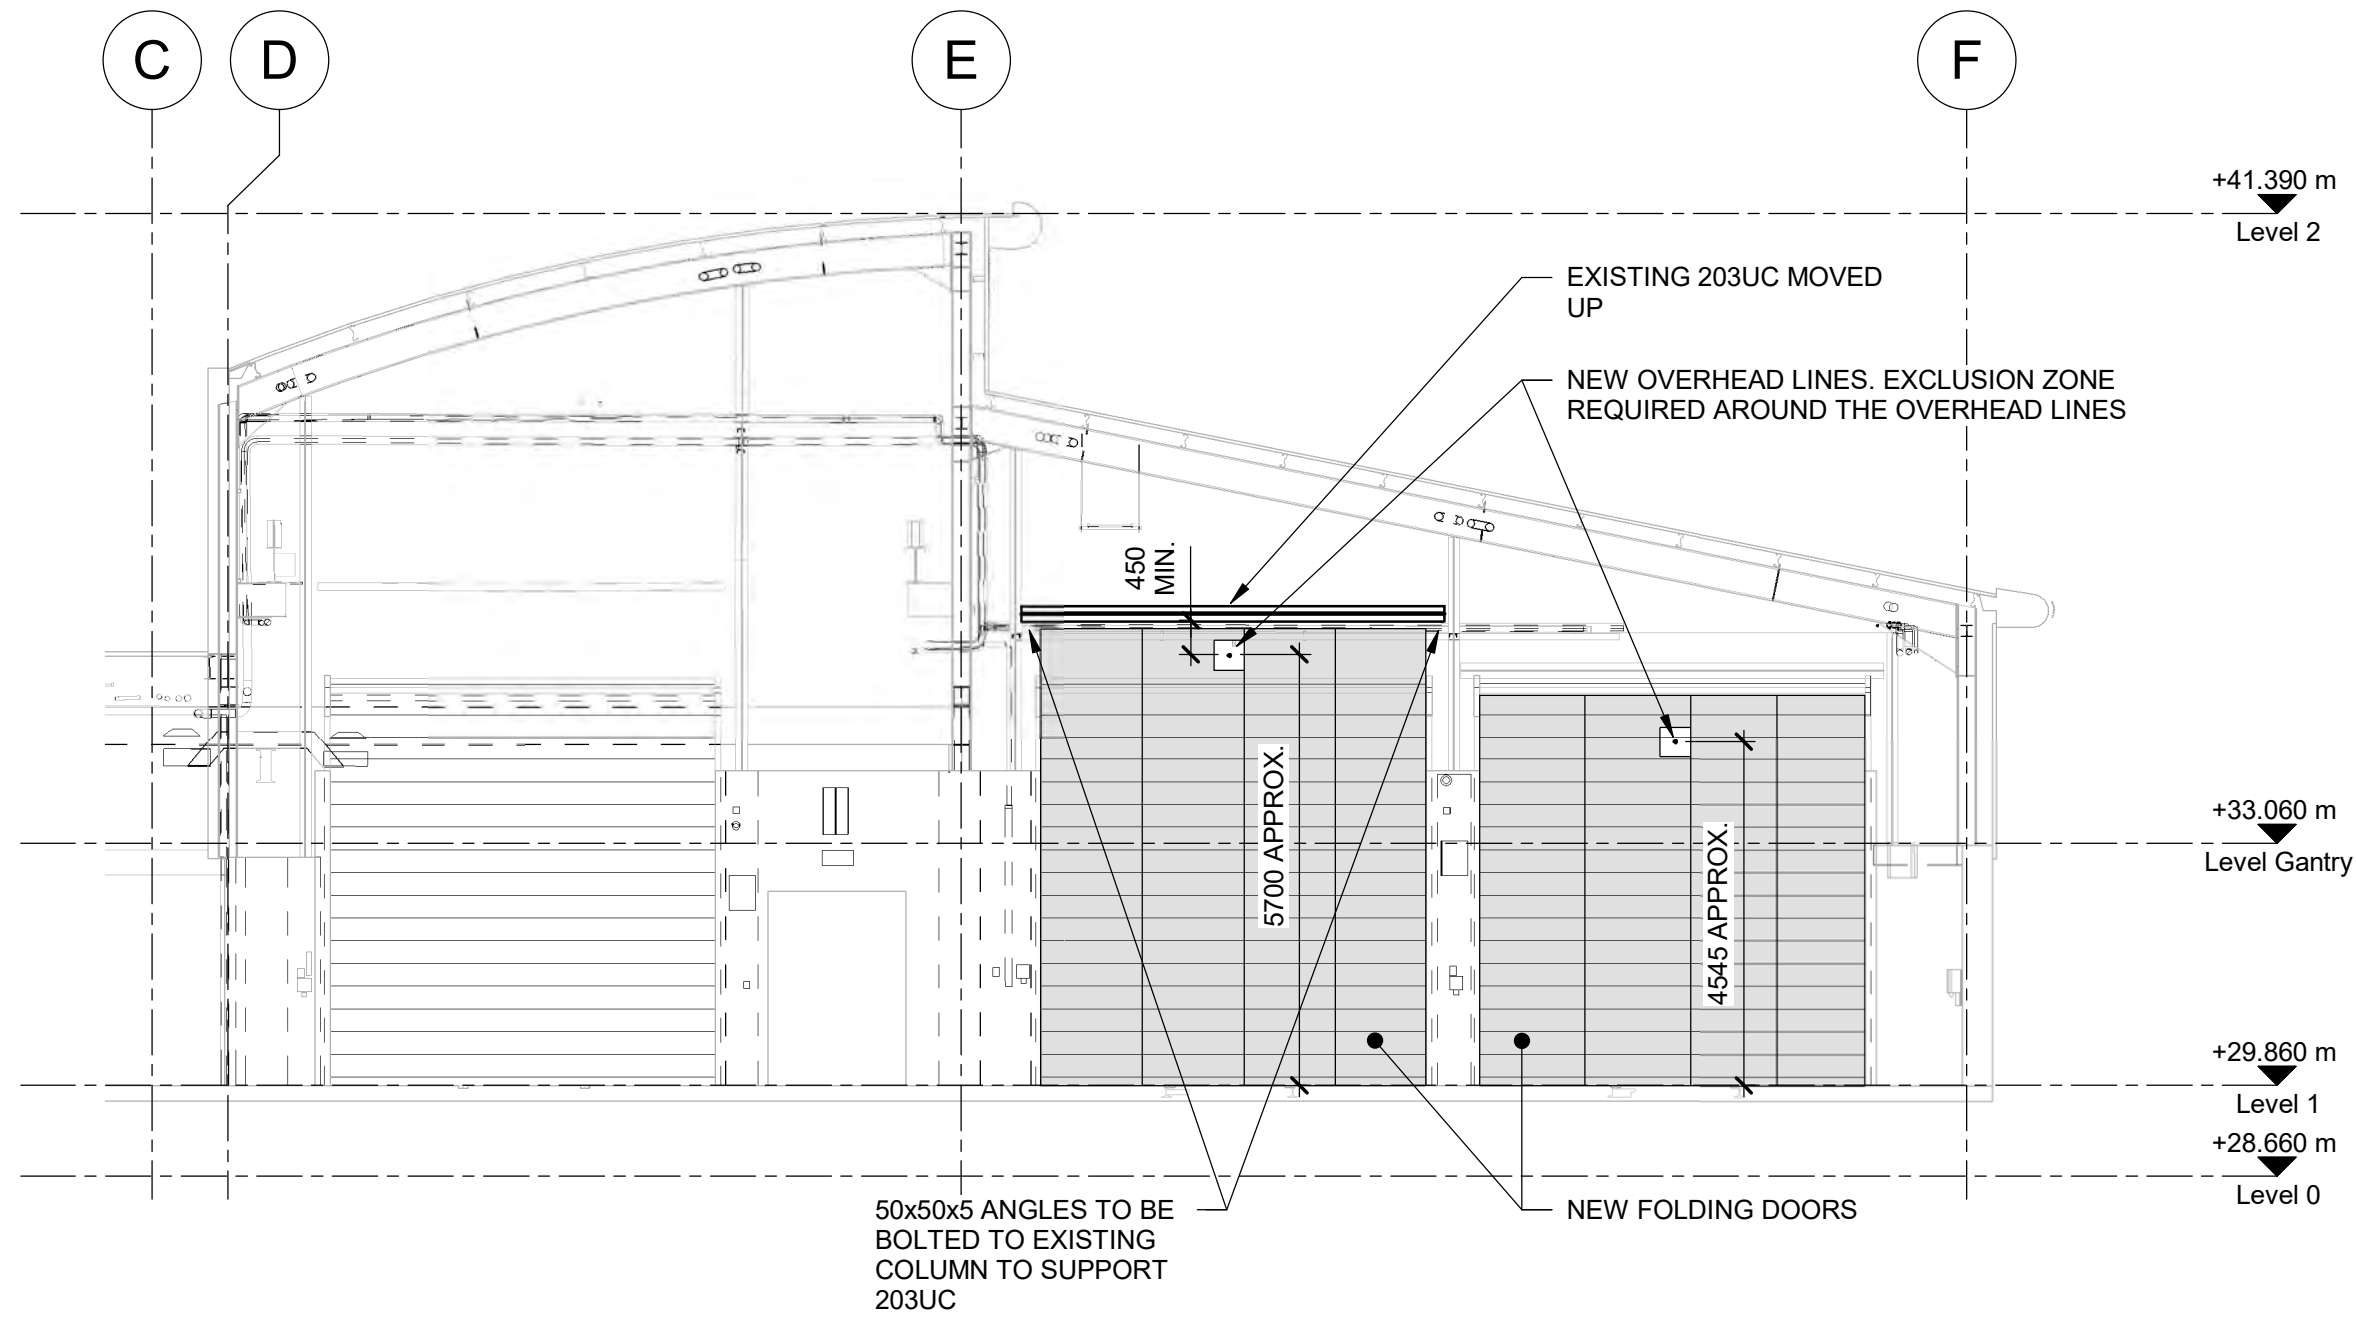 C
D
E
F
+41.390 m
Level 2
EXISTING 203UC MOVED
UP
NEW OVERHEAD LINES. EXCLUSION ZONE
REQUIRED AROUND THE OVERHEAD LINES
450
MIN.
5700 APPROX.
4545 APPROX.
+33.060 m
Level Gantry
+29.860 m
Level 1
+28.660 m
Level 0
50x50x5 ANGLES TO BE
BOLTED TO EXISTING
COLUMN TO SUPPORT
203UC
NEW FOLDING DOORS